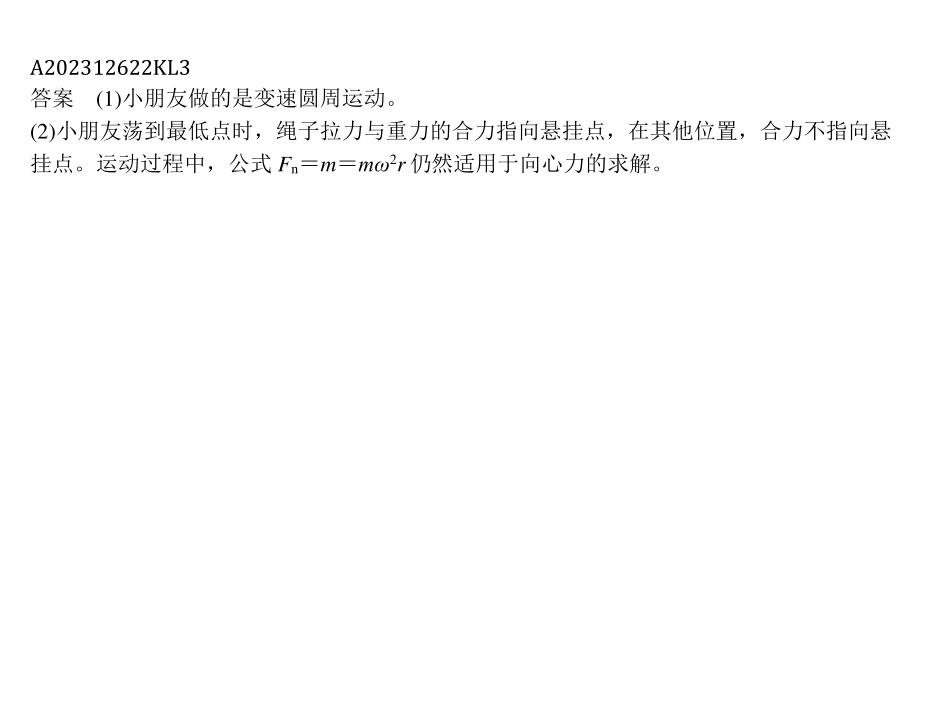 A202312622KL3
答案　(1)小朋友做的是变速圆周运动。
(2)小朋友荡到最低点时，绳子拉力与重力的合力指向悬挂点，在其他位置，合力不指向悬
挂点。运动过程中，公式 Fₙ＝m＝mω²r 仍然适用于向心力的求解。